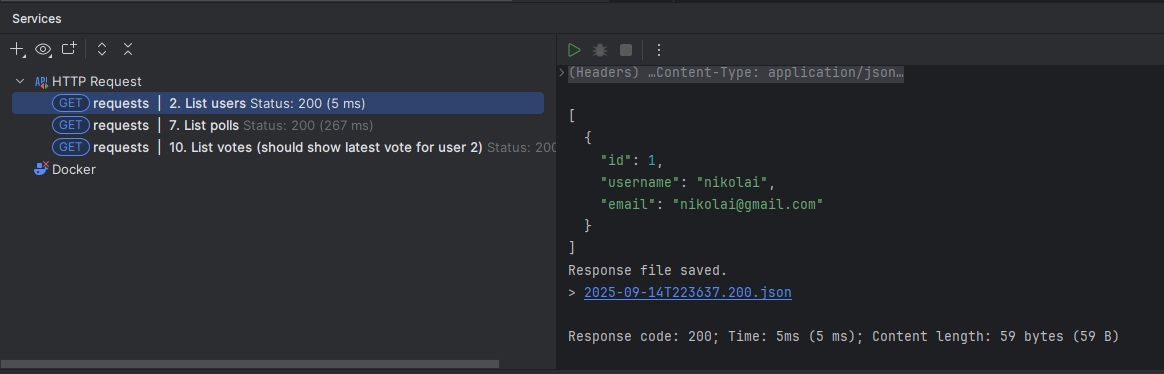 Services
API HTTP Request
GET requests | 2. List users Status: 200 (5 ms)
GET requests | 7. List polls Status: 200 (267 ms)
GET requests | 10. List votes (should show latest vote for user 2) Status: 200
Docker
(Headers) …Content-Type: application/json…
[
{
"id": 1,
"username": "nikolai",
"email": "nikolai@gmail.com"
}
]
Response file saved.
> 2025-09-14T223637.200.json
Response code: 200; Time: 5ms (5 ms); Content length: 59 bytes (59 B)